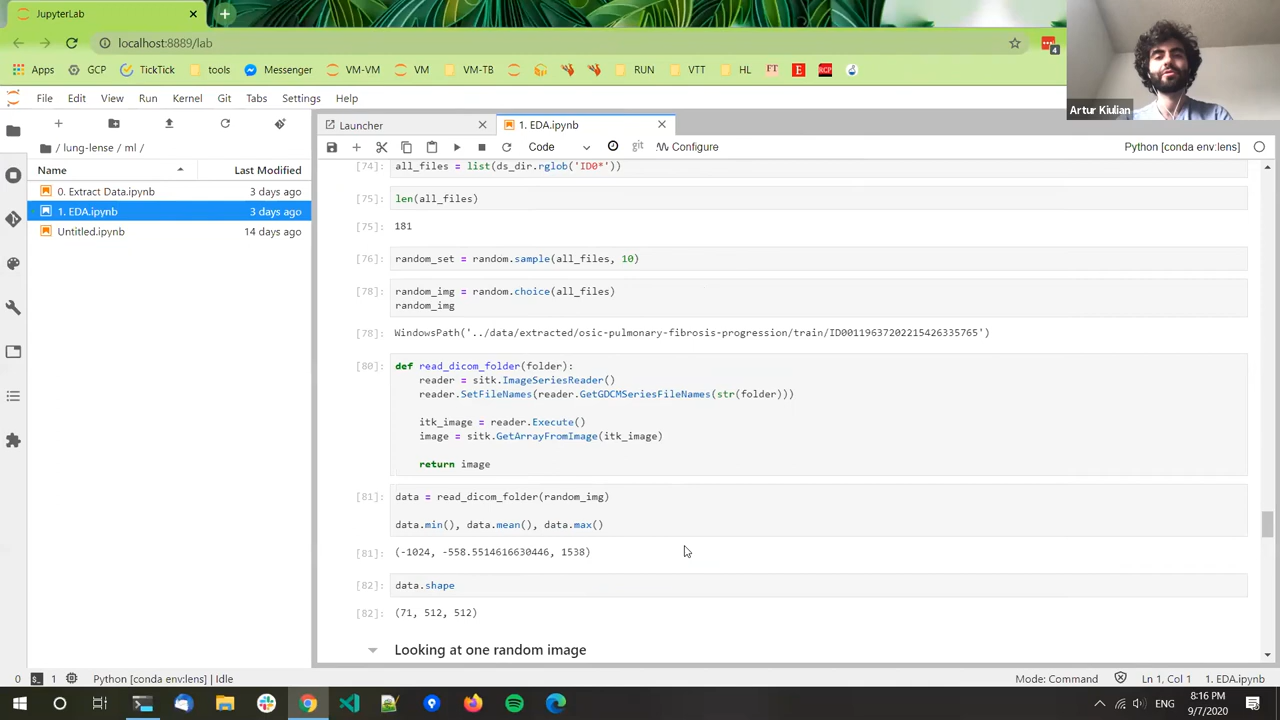 JupyterLab
localhost:8889/lab
4
Apps GCP TickTick tools Messenger VM-VM VM VM-TB RUN VTT HL FT E RCP
Artur Kiulian
File Edit View Run Kernel Git Tabs Settings Help
/ lung-lense / ml /
Name Last Modified
0. Extract Data.ipynb 3 days ago
1. EDA.ipynb 3 days ago
Untitled.ipynb 14 days ago
Launcher 1. EDA.ipynb
Code git Configure Python [conda env:lens]
[74]: all_files = list(ds_dir.rglob('ID0*'))
[75]: len(all_files)
[75]: 181
[76]: random_set = random.sample(all_files, 10)
[78]: random_img = random.choice(all_files)
random_img
[78]: WindowsPath('../data/extracted/osic-pulmonary-fibrosis-progression/train/ID00119637202215426335765')
[80]: def read_dicom_folder(folder):
reader = sitk.ImageSeriesReader()
reader.SetFileNames(reader.GetGDCMSeriesFileNames(str(folder)))
itk_image = reader.Execute()
image = sitk.GetArrayFromImage(itk_image)
return image
[81]: data = read_dicom_folder(random_img)
data.min(), data.mean(), data.max()
[81]: (-1024, -558.5514616630446, 1538)
[82]: data.shape
[82]: (71, 512, 512)
Looking at one random image
0 1 Python [conda env:lens] | Idle Mode: Command Ln 1, Col 1 1. EDA.ipynb
ENG 8:16 PM
9/7/2020